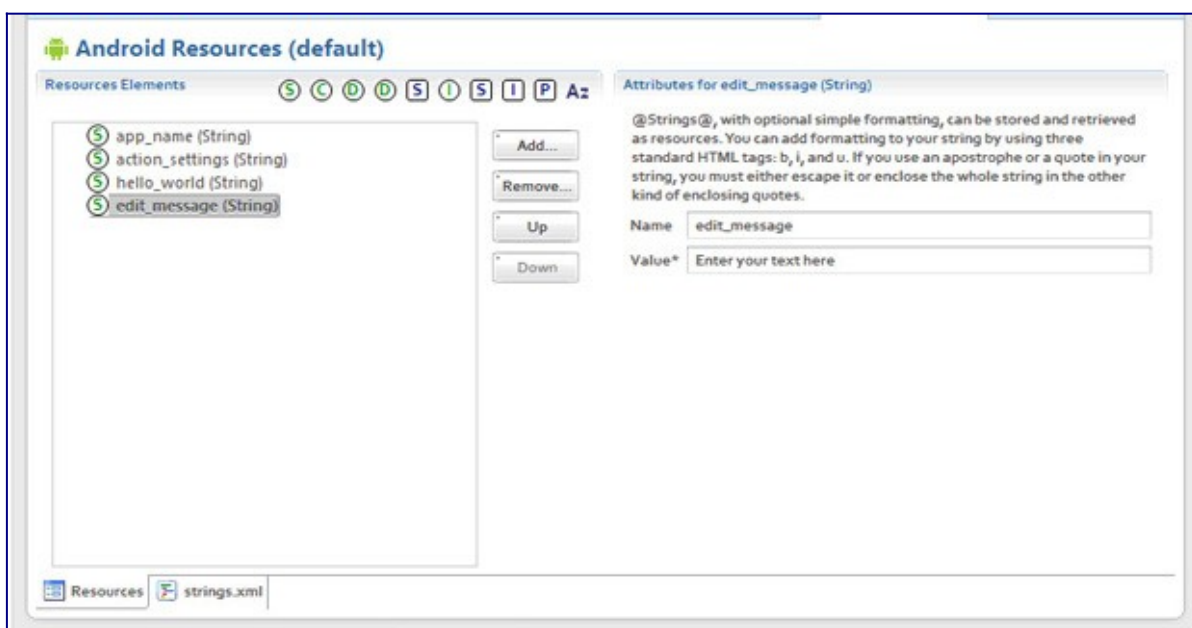 Android Resources (default)
Resources Elements
S C D D S I S I P Az
S app_name (String)
S action_settings (String)
S hello_world (String)
S edit_message (String)
Add...
Remove...
Up
Down
Attributes for edit_message (String)
@Strings@, with optional simple formatting, can be stored and retrieved
as resources. You can add formatting to your string by using three
standard HTML tags: b, i, and u. If you use an apostrophe or a quote in your
string, you must either escape it or enclose the whole string in the other
kind of enclosing quotes.
Name edit_message
Value* Enter your text here
Resources strings.xml